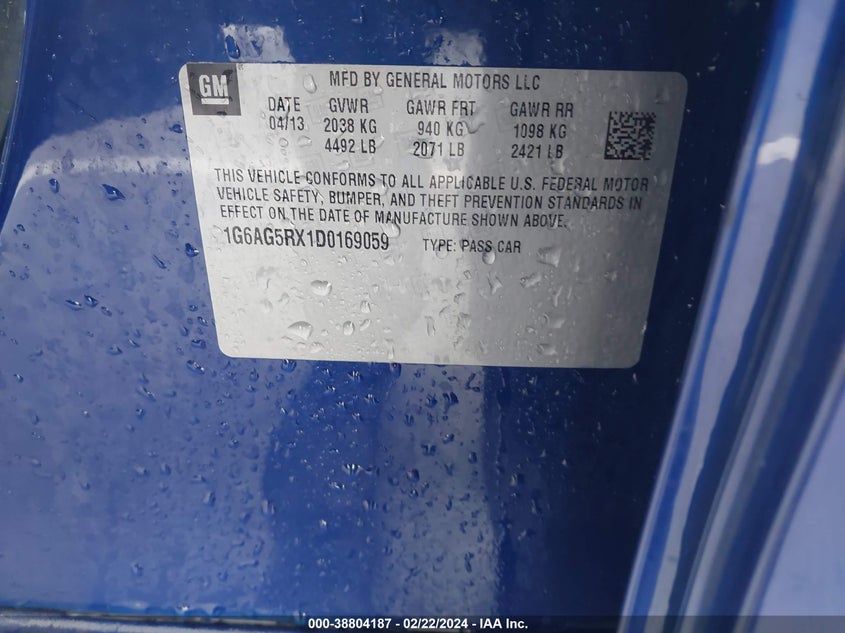 GM
MFD BY GENERAL MOTORS LLC
DATE GVWR GAWR FRT GAWR RR
04/13 2038 KG 940 KG 1098 KG
4492 LB 2071 LB 2421 LB
THIS VEHICLE CONFORMS TO ALL APPLICABLE U.S. FEDERAL MOTOR
VEHICLE SAFETY, BUMPER, AND THEFT PREVENTION STANDARDS IN
EFFECT ON THE DATE OF MANUFACTURE SHOWN ABOVE.
1G6AG5RX1D0169059 TYPE: PASS CAR
000-38804187 - 02/22/2024 - IAA Inc.